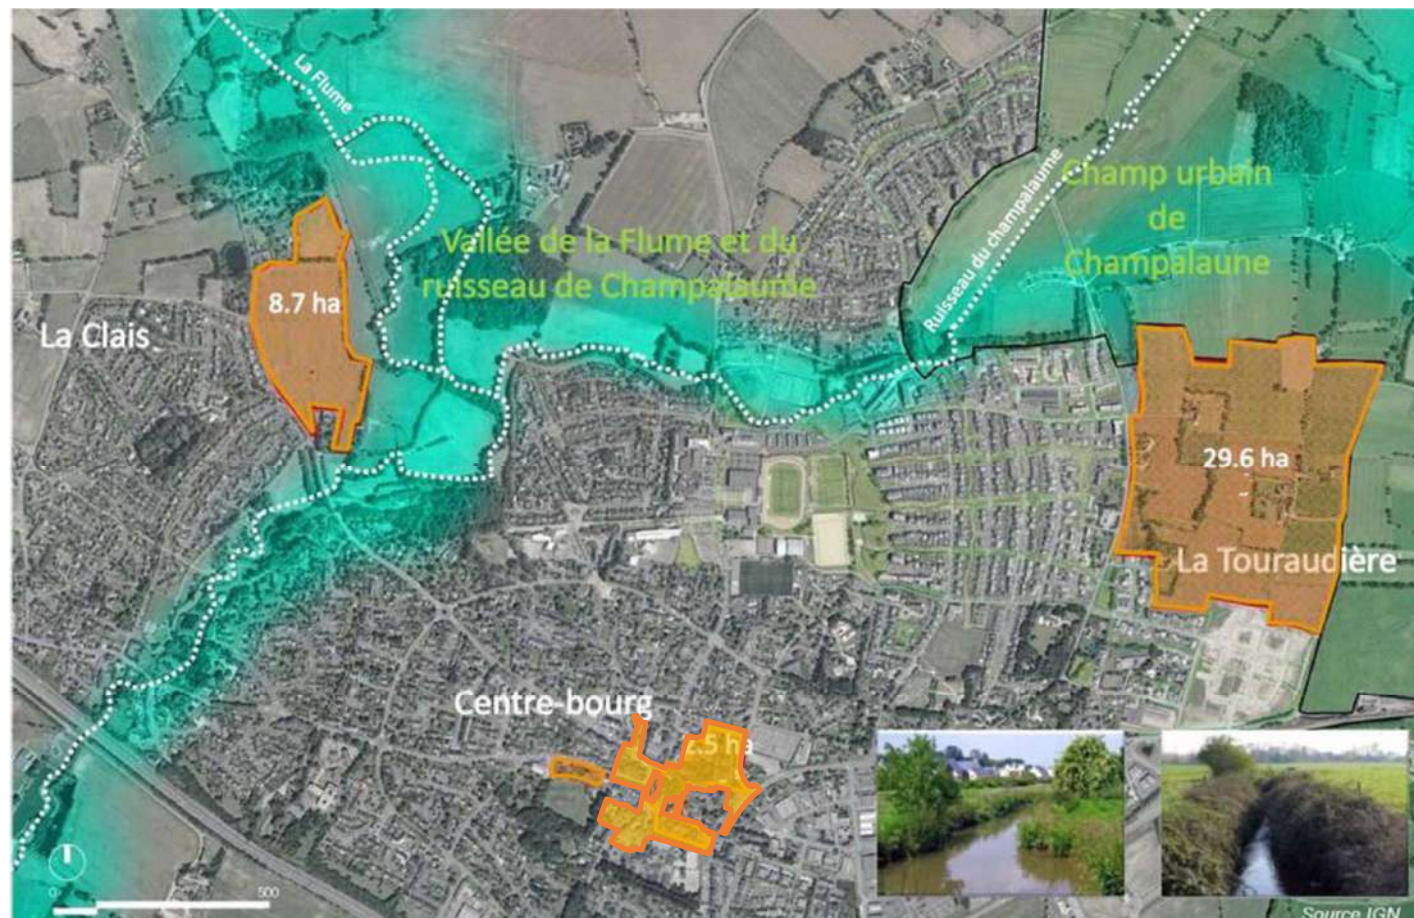 La Flume
Champ urbain
de
Champalaune
Vallée de la Flume et du
ruisseau de Champalaume
Ruisseau du champalaume
8.7 ha
La Clais
29.6 ha
La Touraudière
Centre-bourg
2.5 ha
0
500
Source IGN